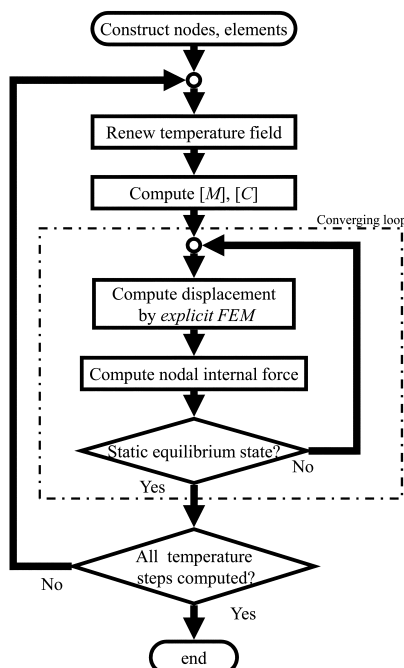 Construct nodes, elements
Renew temperature field
Compute [M], [C]
Converging loop
Compute displacement
by explicit FEM
Compute nodal internal force
Static equilibrium state?
No
Yes
All temperature
steps computed?
No
Yes
end